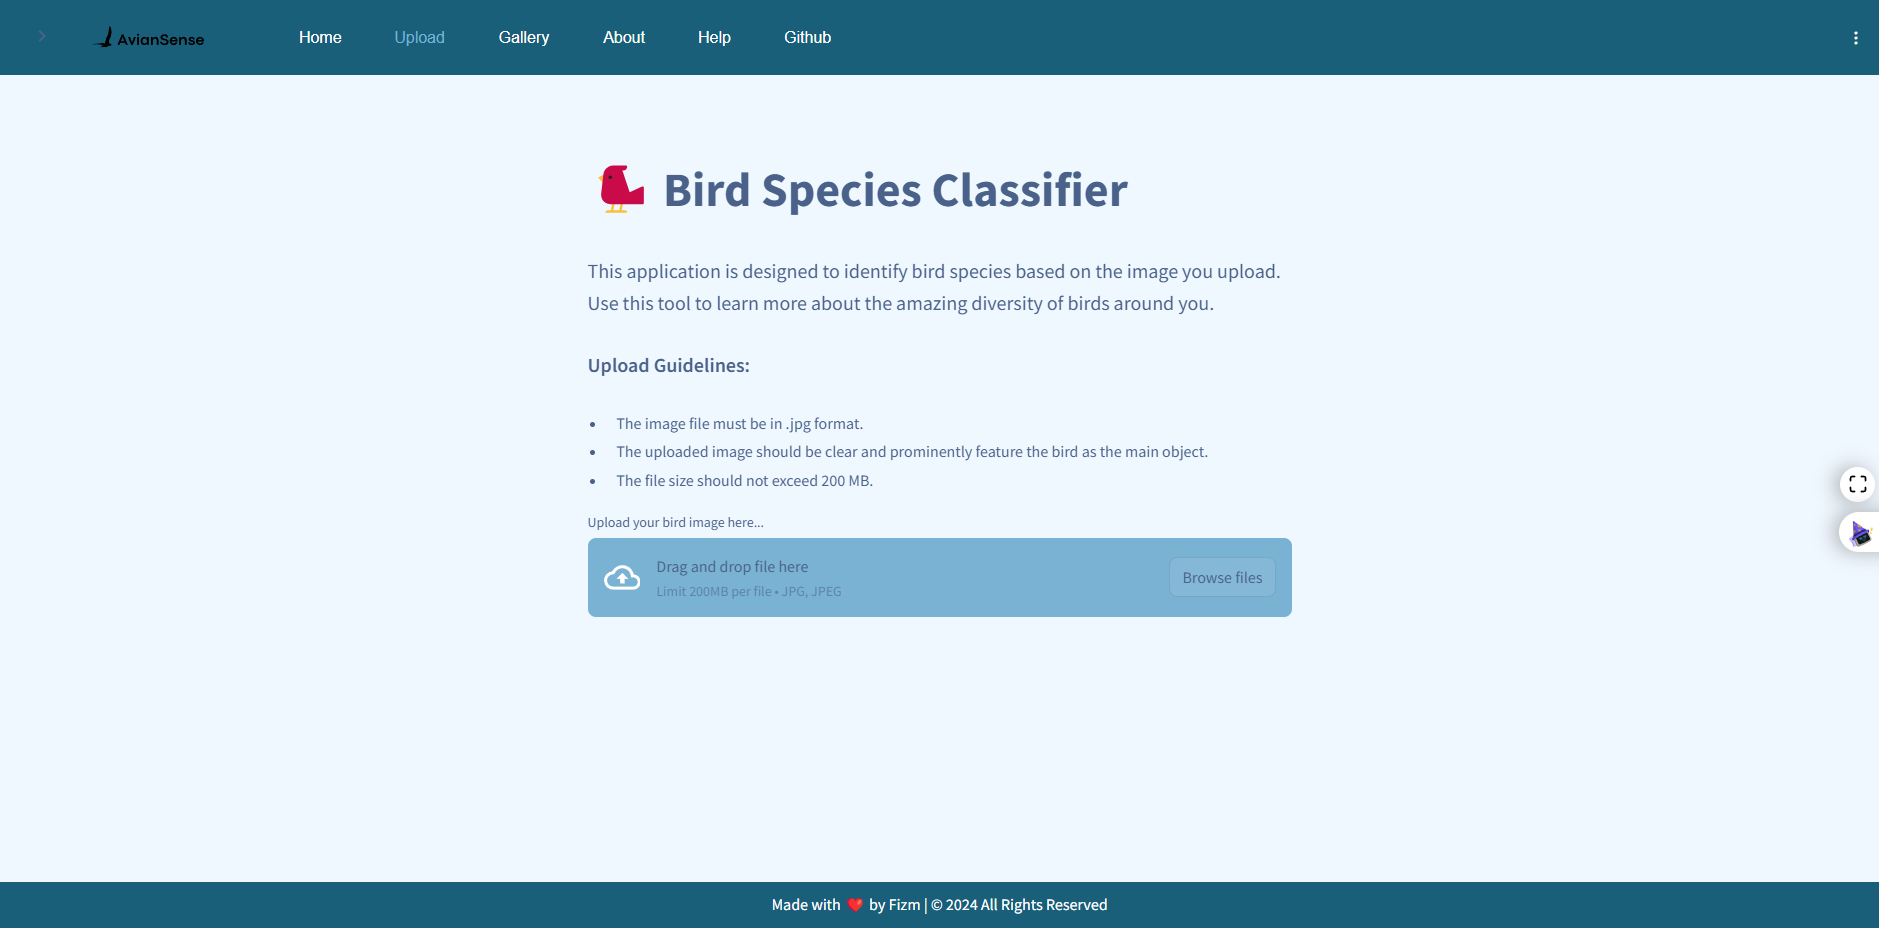 AvianSense
Home
Upload
Gallery
About
Help
Github
Bird Species Classifier
This application is designed to identify bird species based on the image you upload.
Use this tool to learn more about the amazing diversity of birds around you.
Upload Guidelines:
• The image file must be in .jpg format.
• The uploaded image should be clear and prominently feature the bird as the main object.
• The file size should not exceed 200 MB.
Upload your bird image here...
Drag and drop file here
Limit 200MB per file • JPG, JPEG
Browse files
Made with ❤️ by Fizm | © 2024 All Rights Reserved